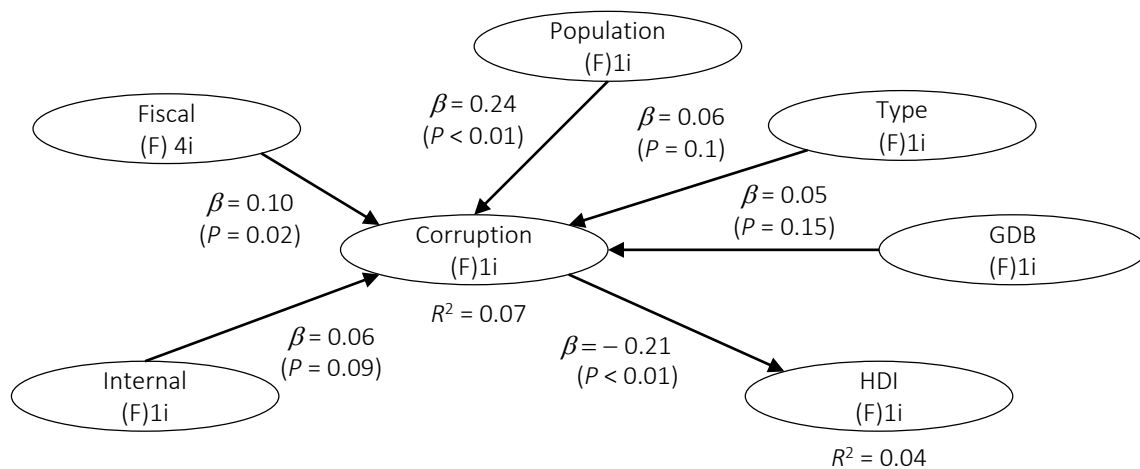 Population
(F)1i
Fiscal
(F) 4i
β = 0.24
(P < 0.01)
β = 0.06
(P = 0.1)
Type
(F)1i
β = 0.10
(P = 0.02)
β = 0.05
(P = 0.15)
Corruption
(F)1i
GDB
(F)1i
R² = 0.07
β = 0.06
(P = 0.09)
β = – 0.21
(P < 0.01)
Internal
(F)1i
HDI
(F)1i
R² = 0.04